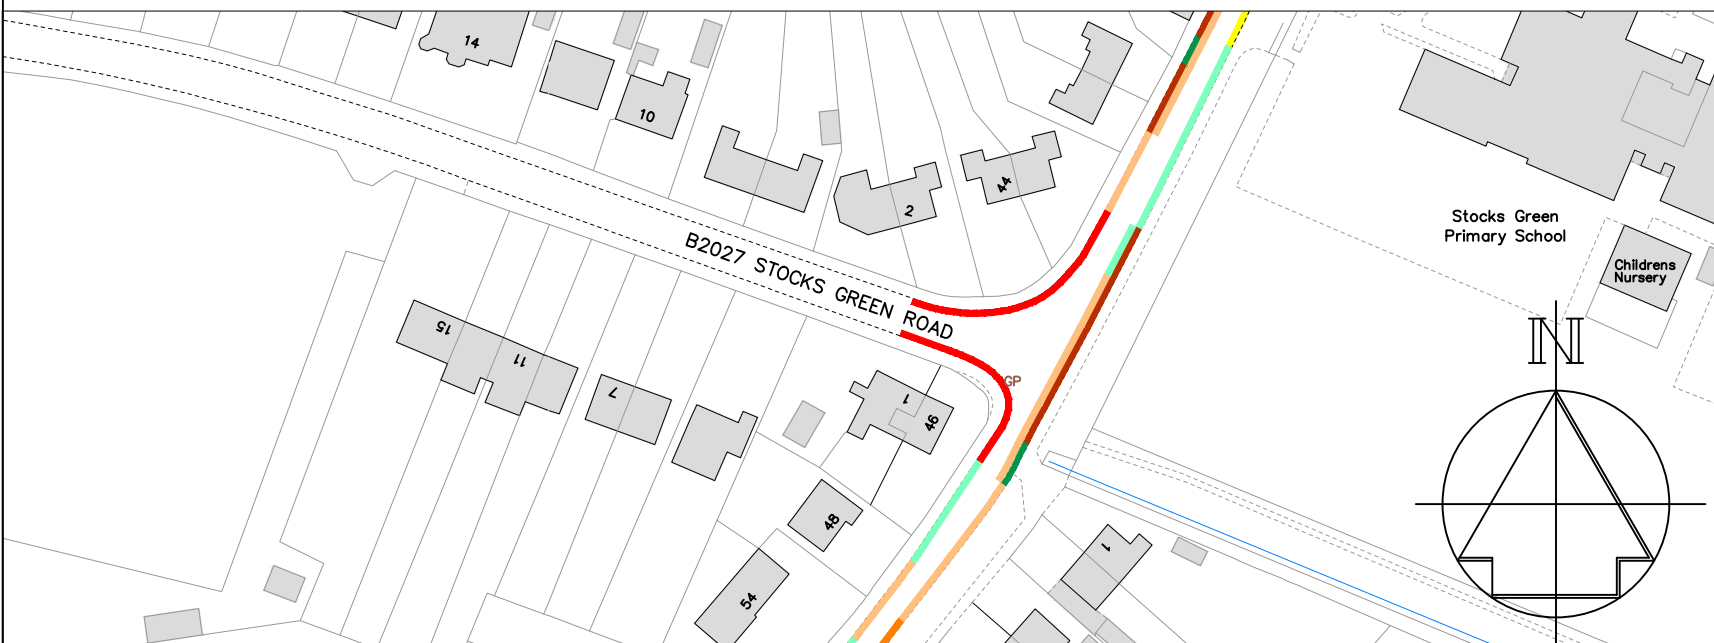 14
10
2
44
B2027 STOCKS GREEN ROAD
Stocks Green
Primary School
Childrens
Nursery
N
15
11
7
GP
1
46
48
54
1